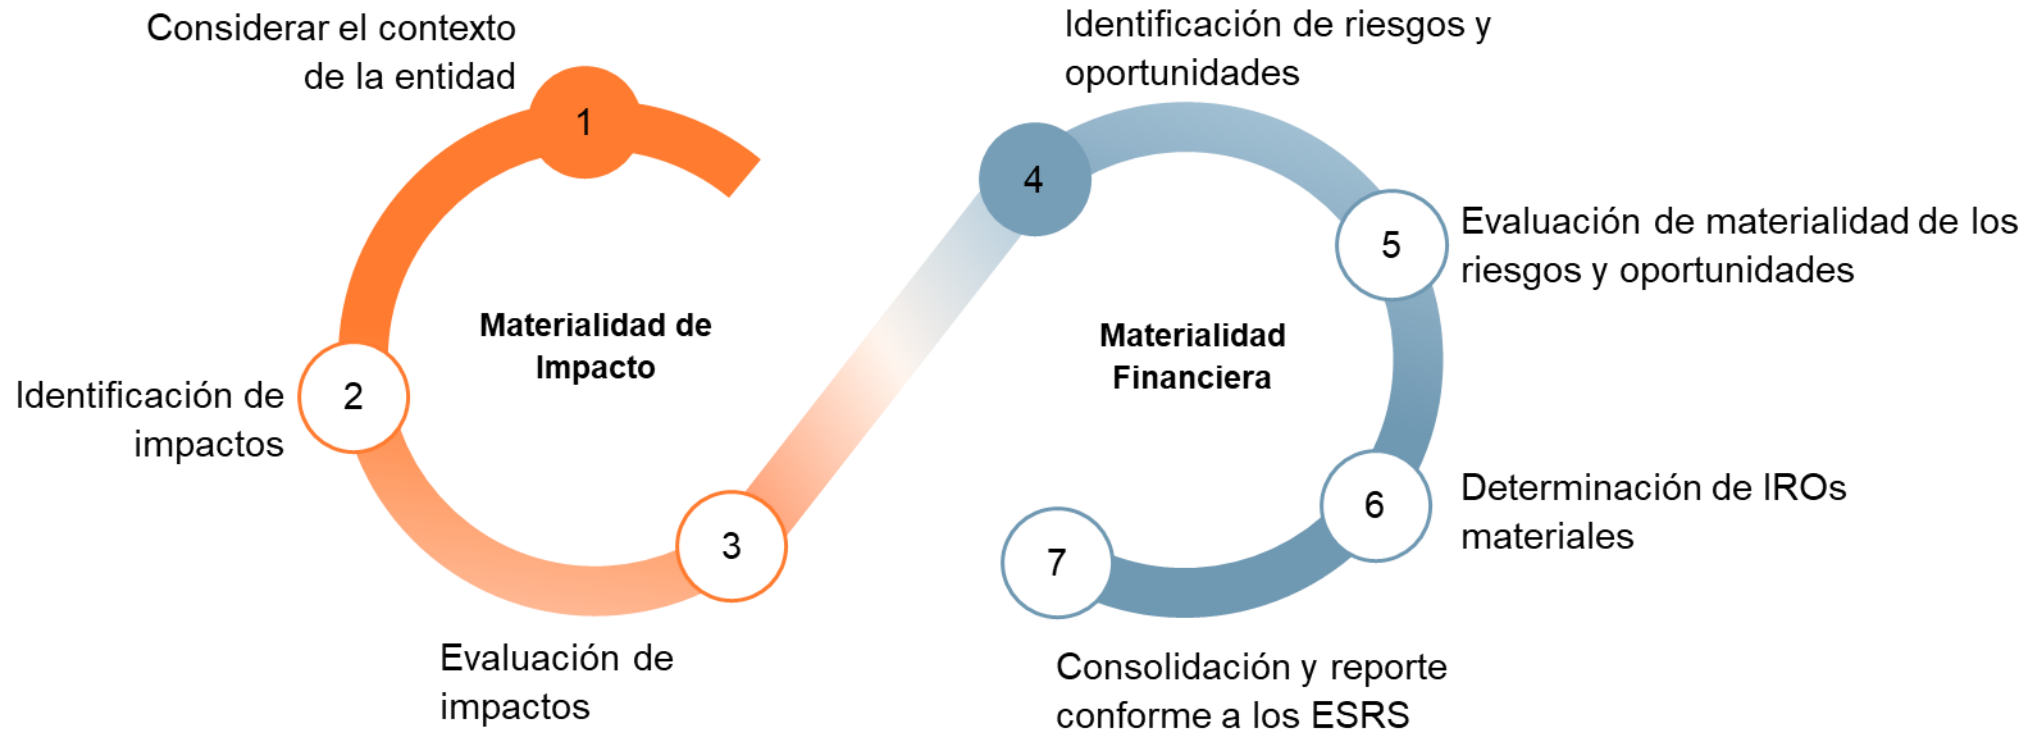 Considerar el contexto
de la entidad
1
Identificación de
impactos
2
3
Evaluación de
impactos
Materialidad de
Impacto
Identificación de riesgos y
oportunidades
4
5
Evaluación de materialidad de los
riesgos y oportunidades
Materialidad
Financiera
6
Determinación de IROs
materiales
7
Consolidación y reporte
conforme a los ESRS